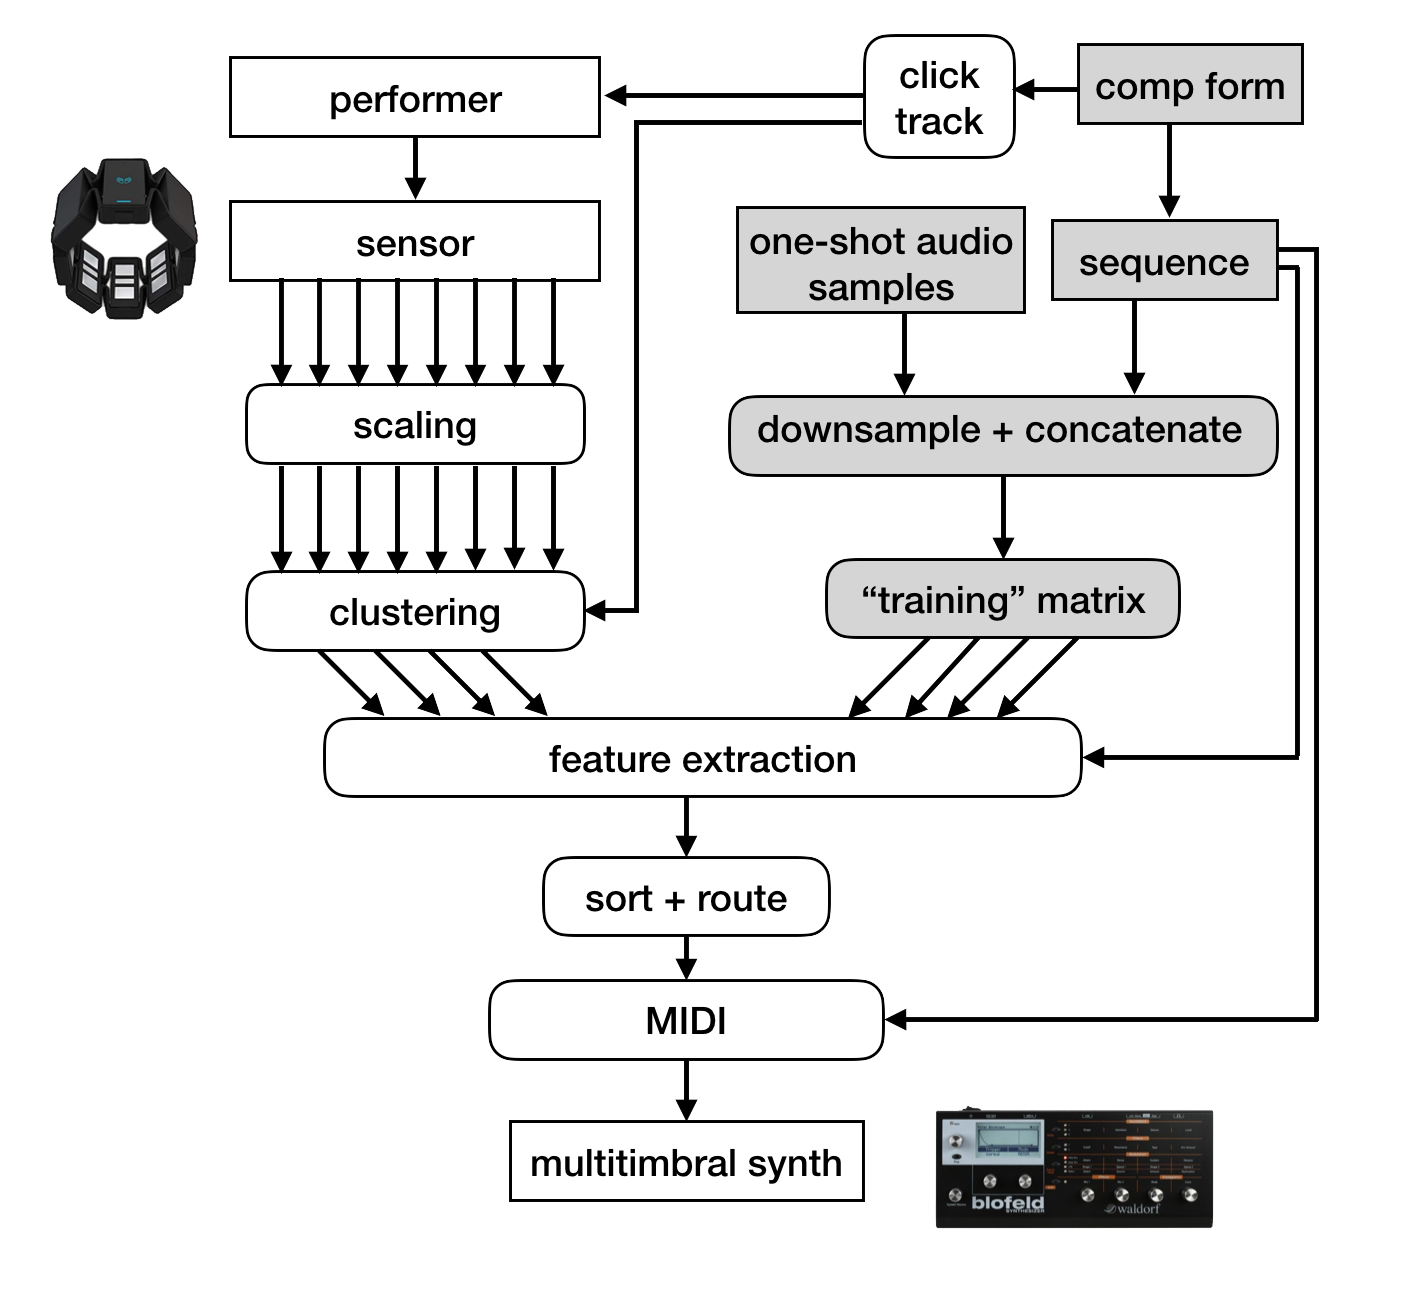 performer
click
track
comp form
sensor
one-shot audio
samples
sequence
scaling
downsample + concatenate
clustering
“training” matrix
feature extraction
sort + route
MIDI
multitimbral synth
blofeld
SYNTHESIZER
waldorf